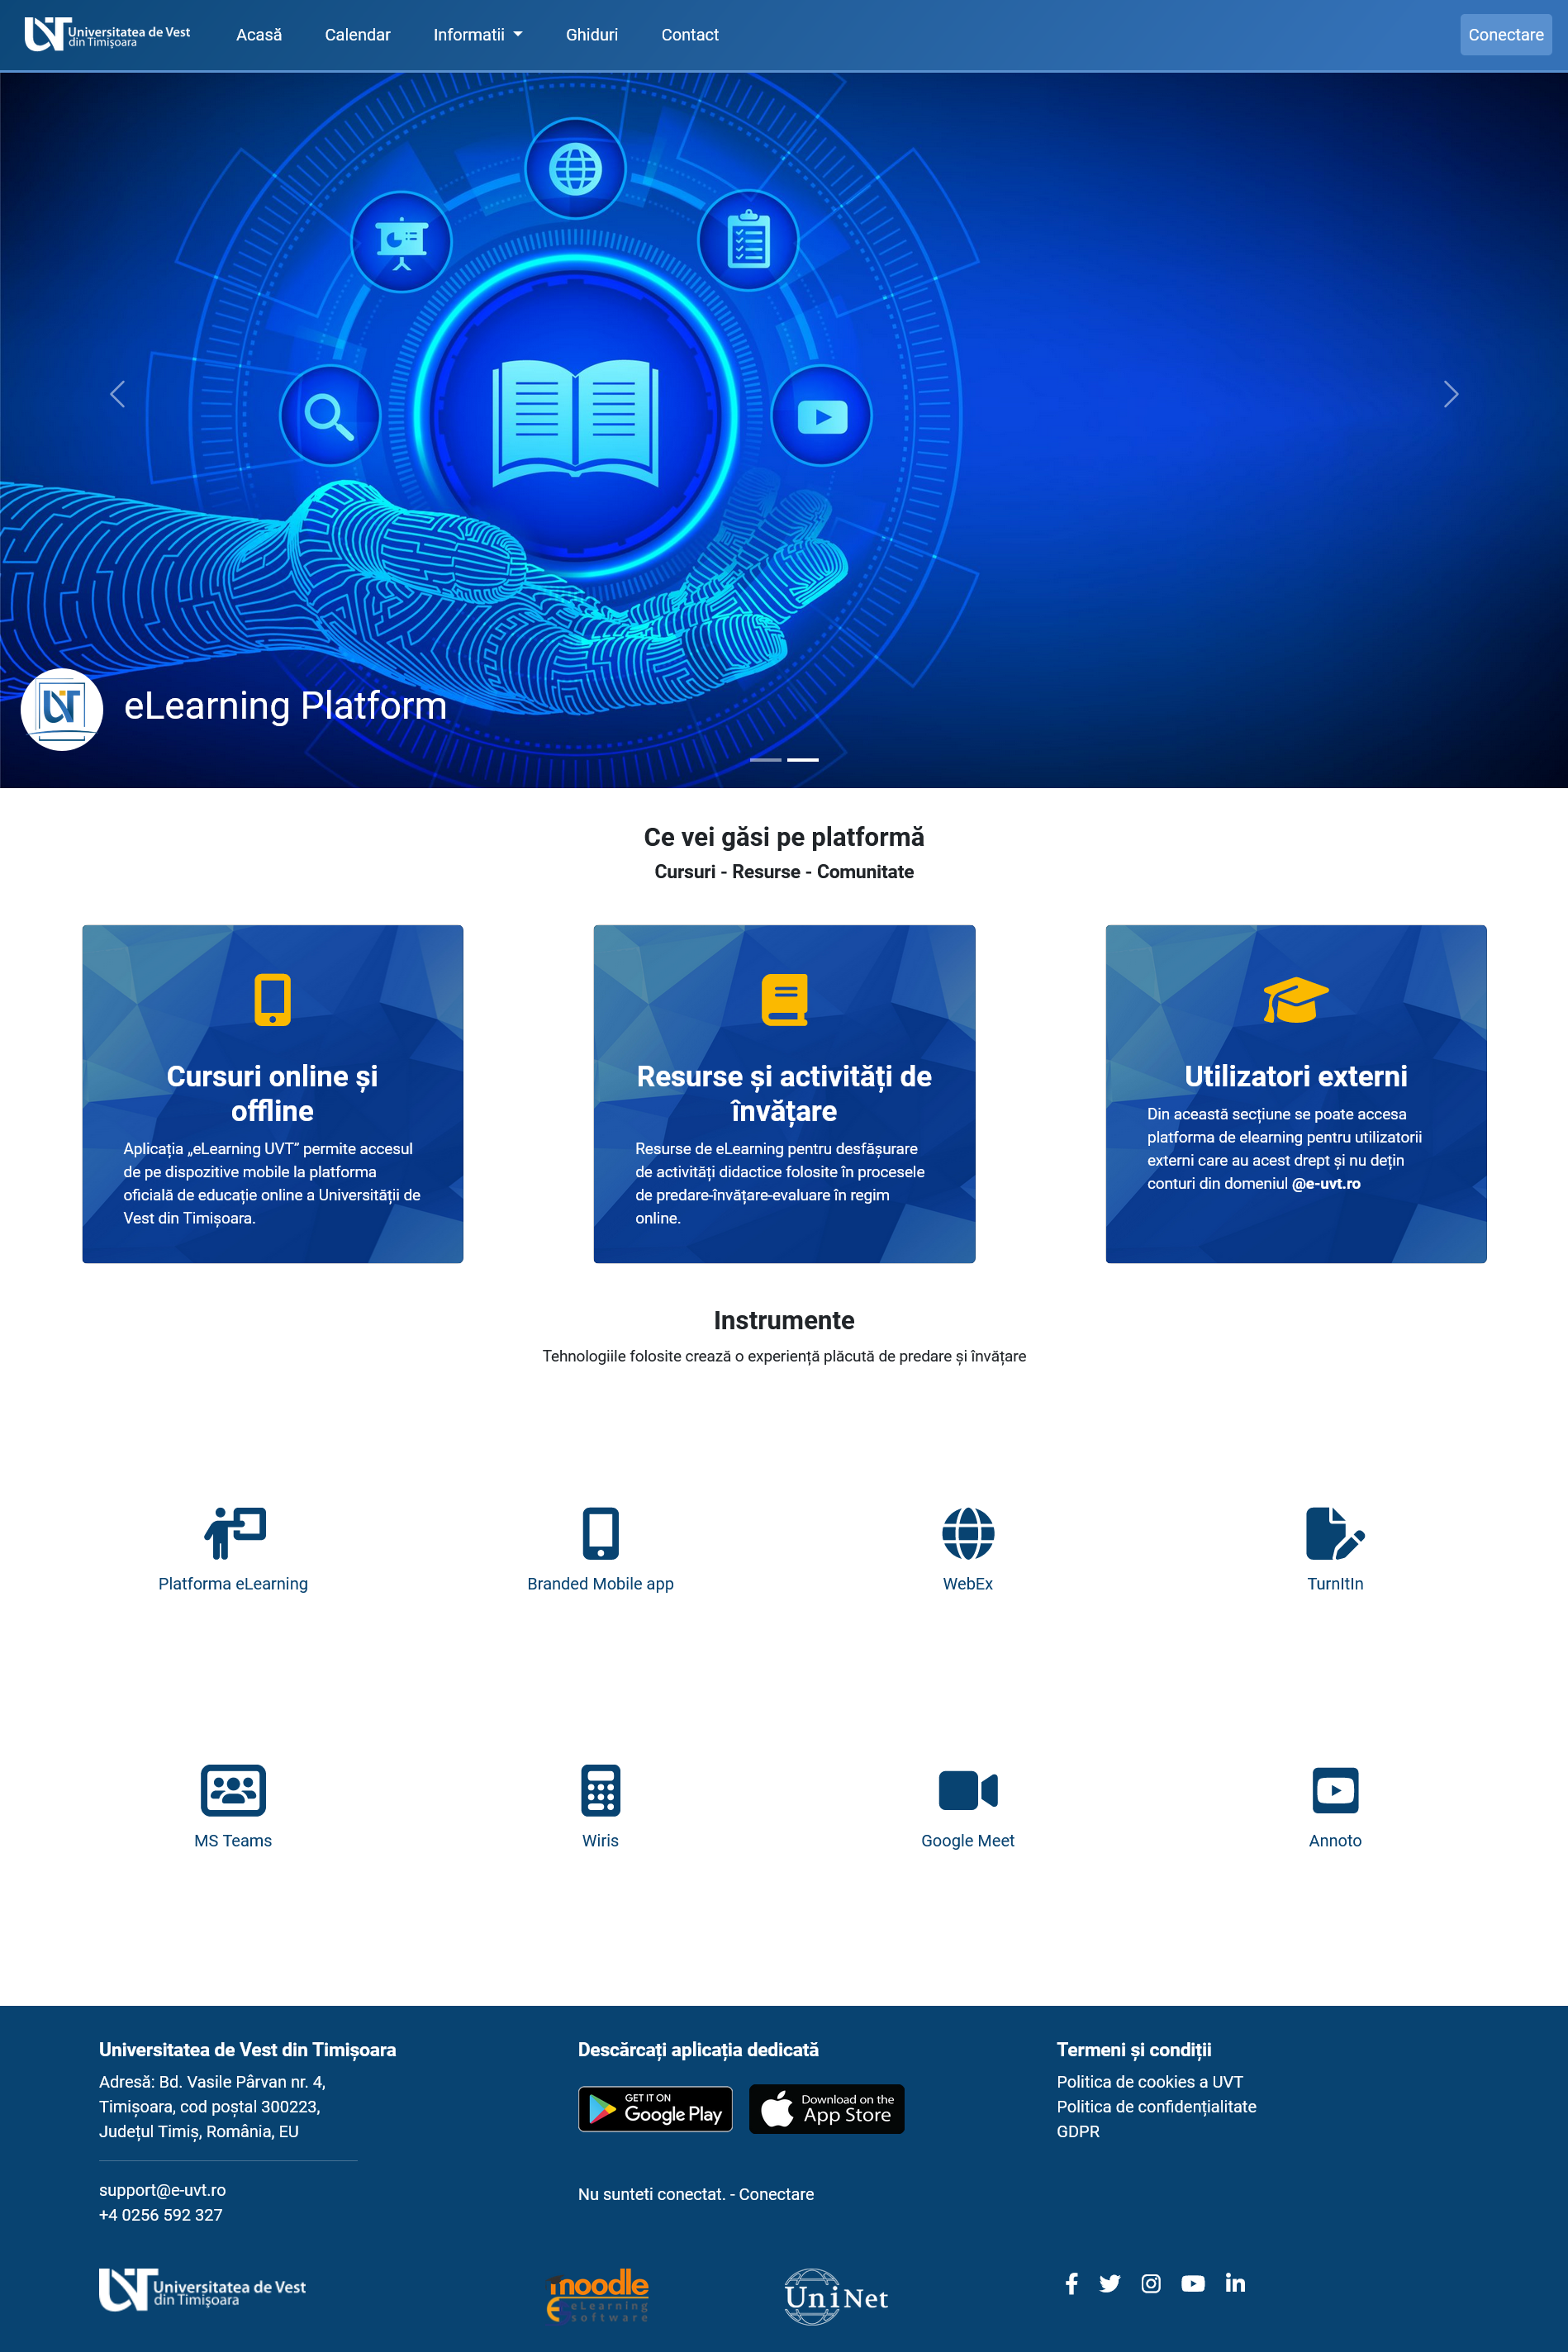 Universitatea de Vest
din Timișoara
Acasă
Calendar
Informatii
Ghiduri
Contact
Conectare
UVT
eLearning Platform
Ce vei găsi pe platformă
Cursuri - Resurse - Comunitate
Cursuri online și
offline
Aplicația „eLearning UVT” permite accesul
de pe dispozitive mobile la platforma
oficială de educație online a Universității de
Vest din Timișoara.
Resurse și activități de
învățare
Resurse de eLearning pentru desfășurare
de activități didactice folosite în procesele
de predare-învățare-evaluare în regim
online.
Utilizatori externi
Din această secțiune se poate accesa
platforma de elearning pentru utilizatorii
externi care au acest drept și nu dețin
conturi din domeniul @e-uvt.ro
Instrumente
Tehnologiile folosite crează o experiență plăcută de predare și învățare
Platforma eLearning
Branded Mobile app
WebEx
TurnItIn
MS Teams
Wiris
Google Meet
Annoto
Universitatea de Vest din Timișoara
Adresă: Bd. Vasile Pârvan nr. 4,
Timișoara, cod poștal 300223,
Județul Timiș, România, EU
support@e-uvt.ro
+4 0256 592 327
Descărcați aplicația dedicată
GET IT ON
Google Play
Download on the
App Store
Nu sunteti conectat. - Conectare
Termeni și condiții
Politica de cookies a UVT
Politica de confidențialitate
GDPR
Universitatea de Vest
din Timișoara
moodle
eLearning
software
UniNet